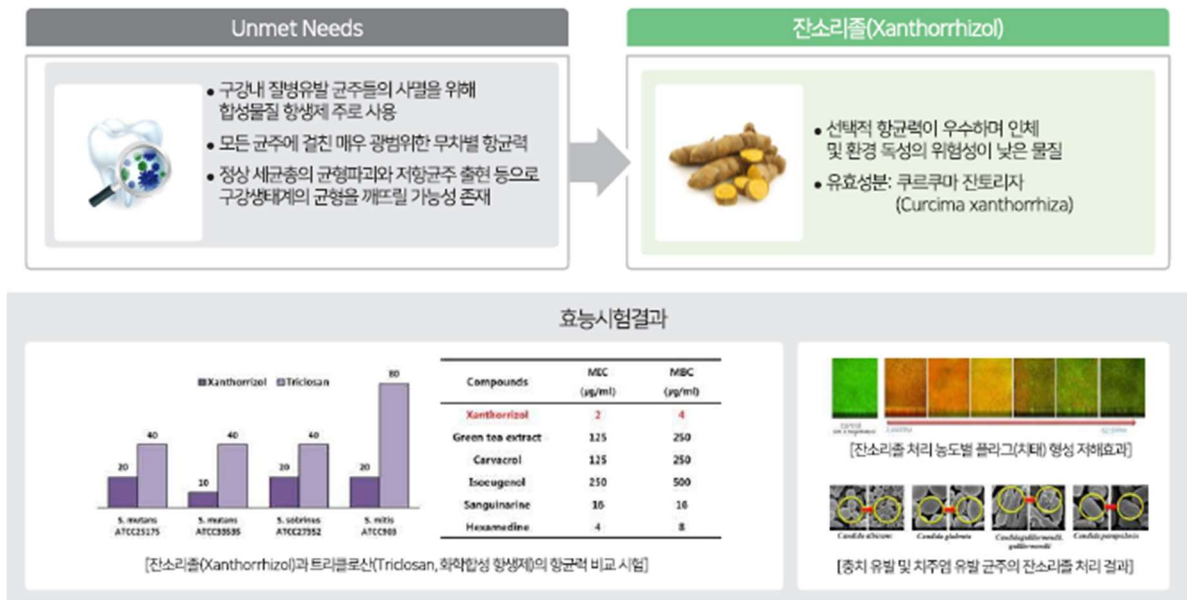 Unmet Needs
• 구강내 질병유발 균주들의 사멸을 위해
합성물질 항생제 주로 사용
• 모든 균주에 걸친 매우 광범위한 무차별 항균력
• 정상 세균총의 균형파괴와 저항균주 출현 등으로
구강생태계의 균형을 깨뜨릴 가능성 존재
잔소리졸(Xanthorrhizol)
• 선택적 항균력이 우수하며 인체
및 환경 독성의 위험성이 낮은 물질
• 유효성분: 쿠르쿠마 잔토리자
(Curcima xanthorrhiza)
효능시험결과
Xanthorrizol Triclosan
20 40 10 40 20 40 20 80
S. mutans S. mutans S. sobrinus S. mitis
ATCC25175
Compounds MIC MBC
(μg/ml) (μg/ml)
Xanthorrizol 2 4
Green tea extract 125 250
Carvacrol 125 250
Isoeugenol 250 500
Sanguinarine 16 16
Hexamedine 4 8
[잔소리졸(Xanthorrhizol)과 트리클로산(Triclosan, 화학합성 항생제)의 항균력 비교 시험]
[잔소리졸 처리 농도별 플라그(치태) 형성 저해효과]
Candida albicans Candida glabrata Candida guilliermondii Candida parapsilosis
[충치 유발 및 치주염 유발 균주의 잔소리졸 처리 결과]